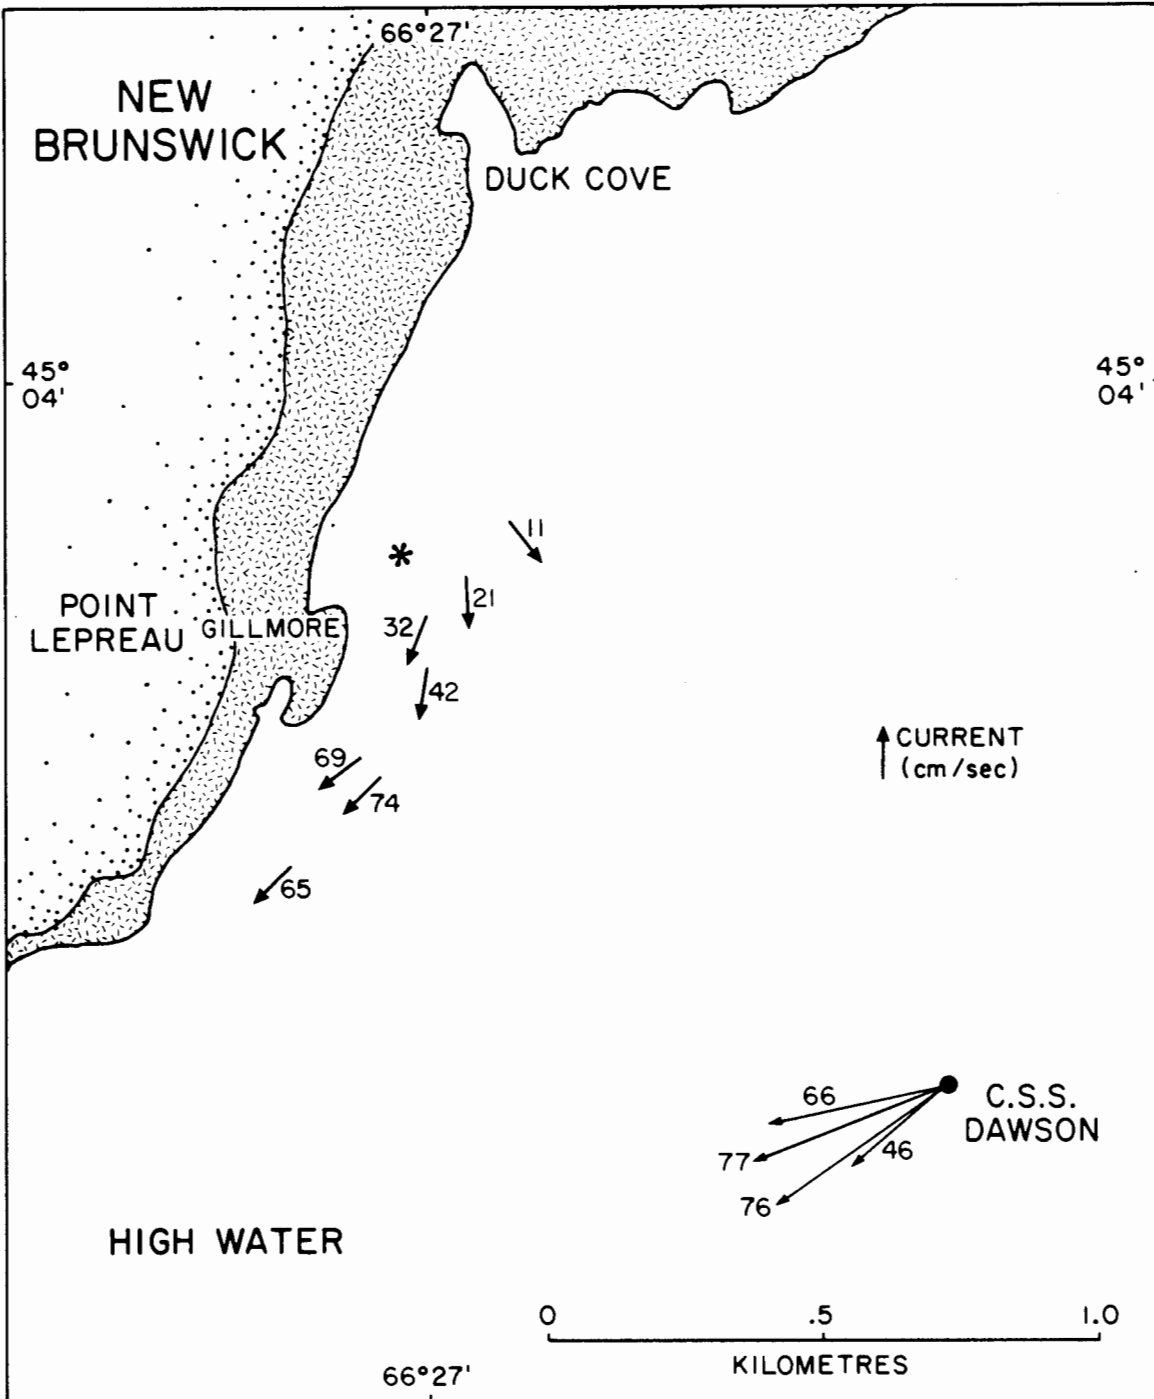 66°27'
NEW
BRUNSWICK
DUCK COVE
45°
04'
45°
04'
11
21
POINT
LEPREAU
GILLMORE
32
42
69
74
CURRENT
(cm/sec)
65
66
C.S.S.
DAWSON
77
46
76
HIGH WATER
0 .5 1.0
KILOMETRES
66°27'